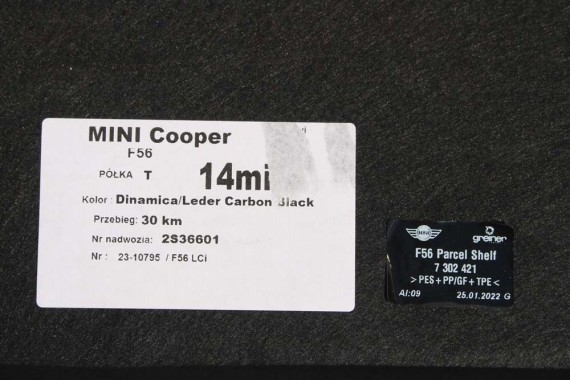 MINI Cooper
F56
PÓŁKA T 14mi
Kolor : Dinamica/Leder Carbon Black
Przebieg: 30 km
Nr nadwozia: 2S36601
Nr : 23-10795 / F56 LCi
MINI greiner
F56 Parcel Shelf
7 302 421
> PES + PP/GF + TPE <
AI:09 25.01.2022 G